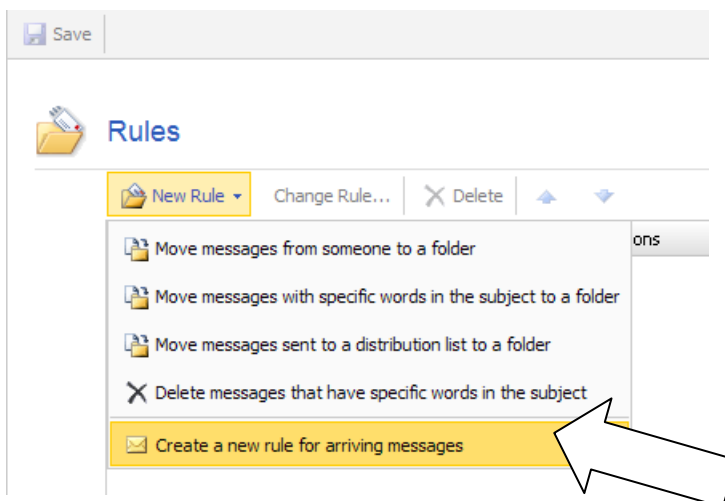 Save
Rules
New Rule Change Rule... Delete
ons
Move messages from someone to a folder
Move messages with specific words in the subject to a folder
Move messages sent to a distribution list to a folder
Delete messages that have specific words in the subject
Create a new rule for arriving messages